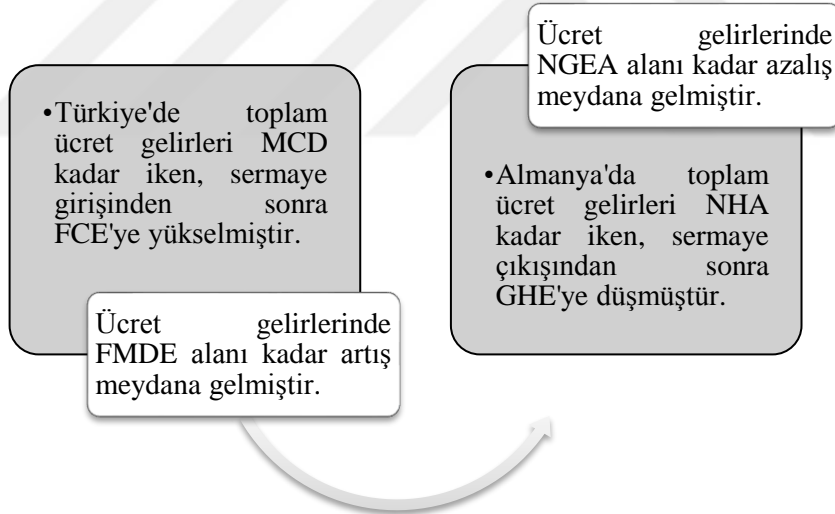 •Türkiye'de toplam
ücret gelirleri MCD
kadar iken, sermaye
girişinden sonra
FCE'ye yükselmiştir.
Ücret gelirlerinde
FMDE alanı kadar artış
meydana gelmiştir.
Ücret gelirlerinde
NGEA alanı kadar azalış
meydana gelmiştir.
•Almanya'da toplam
ücret gelirleri NHA
kadar iken, sermaye
çıkışından sonra
GHE'ye düşmüştür.